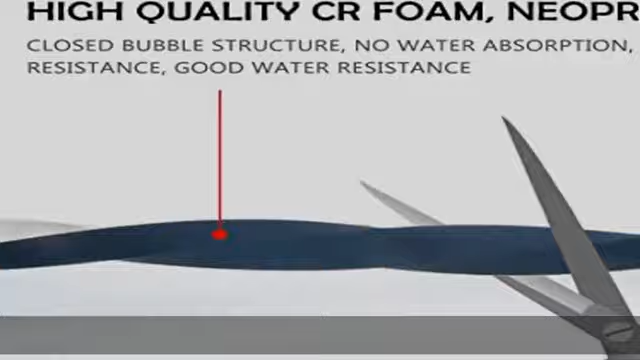 HIGH QUALITY CR FOAM, NEOPR
CLOSED BUBBLE STRUCTURE, NO WATER ABSORPTION,
RESISTANCE, GOOD WATER RESISTANCE